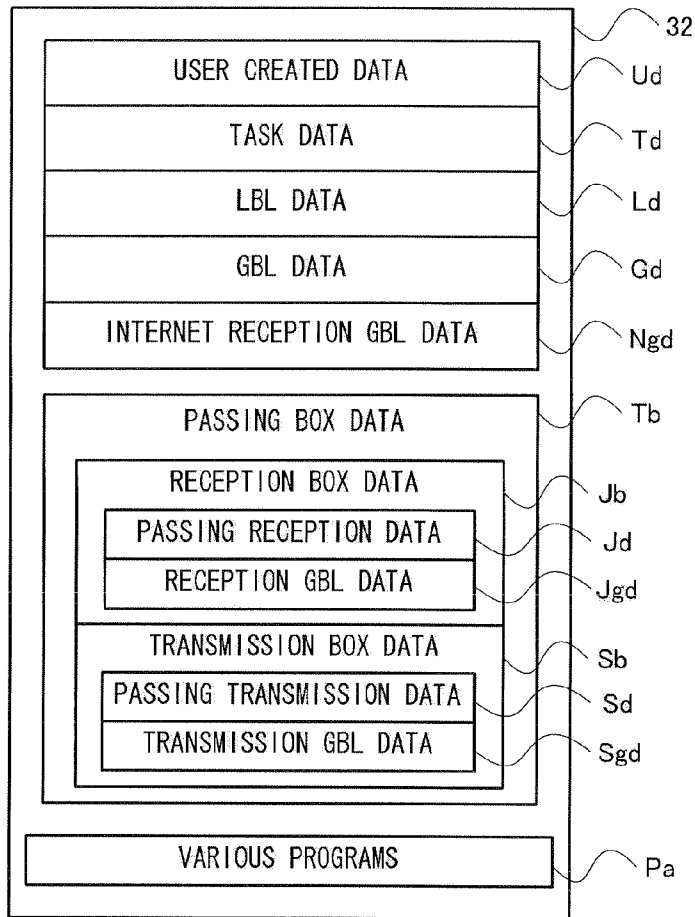 32
USER CREATED DATA Ud
TASK DATA Td
LBL DATA Ld
GBL DATA Gd
INTERNET RECEPTION GBL DATA Ngd
PASSING BOX DATA Tb
RECEPTION BOX DATA Jb
PASSING RECEPTION DATA Jd
RECEPTION GBL DATA Jgd
TRANSMISSION BOX DATA Sb
PASSING TRANSMISSION DATA Sd
TRANSMISSION GBL DATA Sgd
VARIOUS PROGRAMS Pa